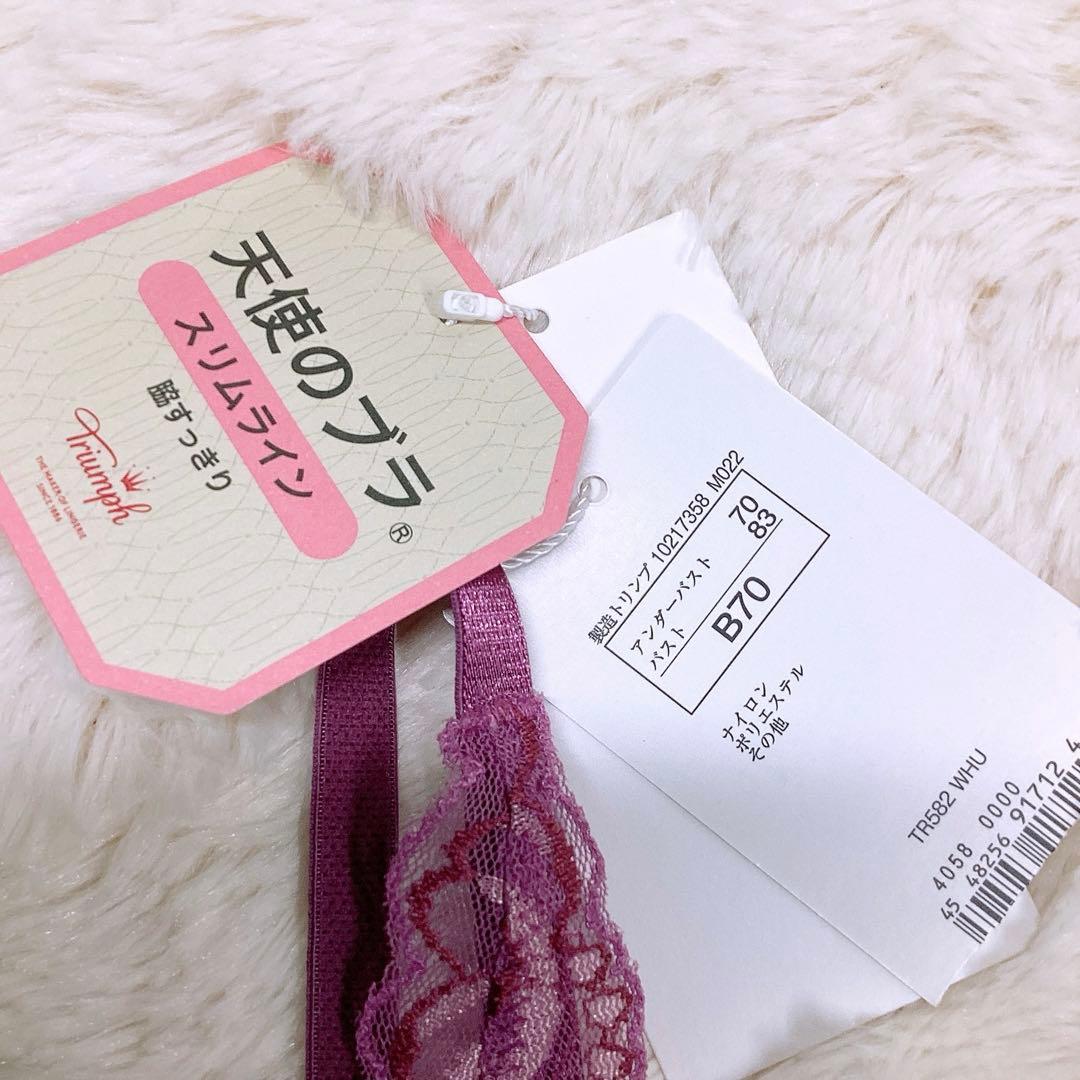 天使のブラ®
スリムライン
脇すっきり
Triumph
THE MAKER OF LINGERIE
SINCE 1886
製造トリンプ 10217358 M022
アンダーバスト 70
バスト 83
B70
ナイロン
ポリエステル
その他
TR582 WHU
4058 0000
45 48256 91712 4